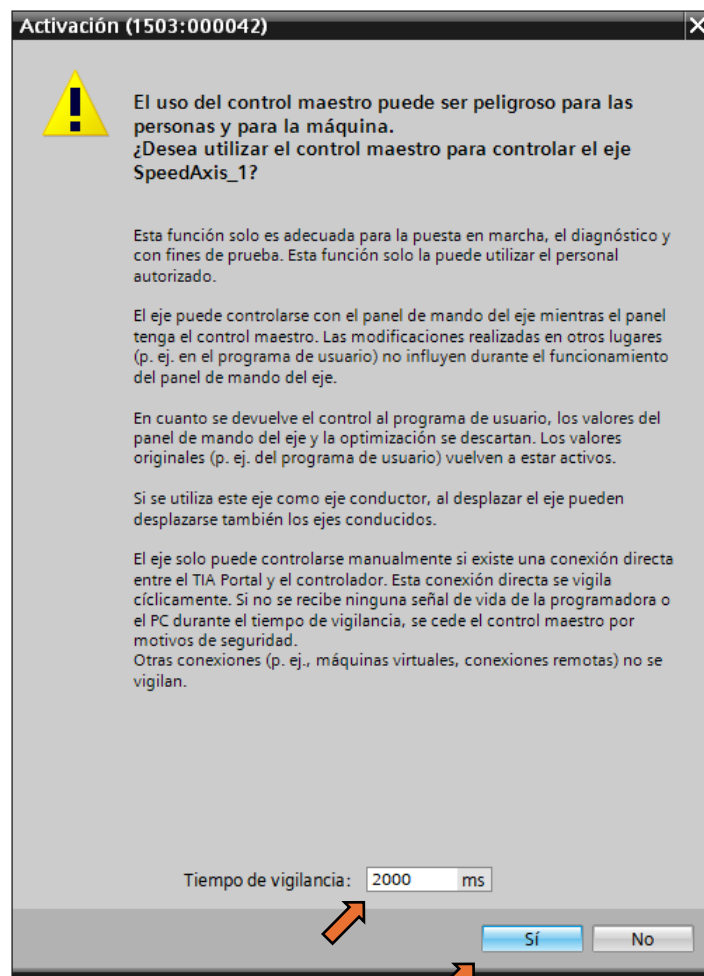 Activación (1503:000042)
El uso del control maestro puede ser peligroso para las
personas y para la máquina.
¿Desea utilizar el control maestro para controlar el eje
SpeedAxis_1?
Esta función solo es adecuada para la puesta en marcha, el diagnóstico y
con fines de prueba. Esta función solo la puede utilizar el personal
autorizado.
El eje puede controlarse con el panel de mando del eje mientras el panel
tenga el control maestro. Las modificaciones realizadas en otros lugares
(p. ej. en el programa de usuario) no influyen durante el funcionamiento
del panel de mando del eje.
En cuanto se devuelve el control al programa de usuario, los valores del
panel de mando del eje y la optimización se descartan. Los valores
originales (p. ej. del programa de usuario) vuelven a estar activos.
Si se utiliza este eje como eje conductor, al desplazar el eje pueden
desplazarse también los ejes conducidos.
El eje solo puede controlarse manualmente si existe una conexión directa
entre el TIA Portal y el controlador. Esta conexión directa se vigila
cíclicamente. Si no se recibe ninguna señal de vida de la programadora o
el PC durante el tiempo de vigilancia, se cede el control maestro por
motivos de seguridad.
Otras conexiones (p. ej., máquinas virtuales, conexiones remotas) no se
vigilan.
Tiempo de vigilancia: 2000 ms
Sí No